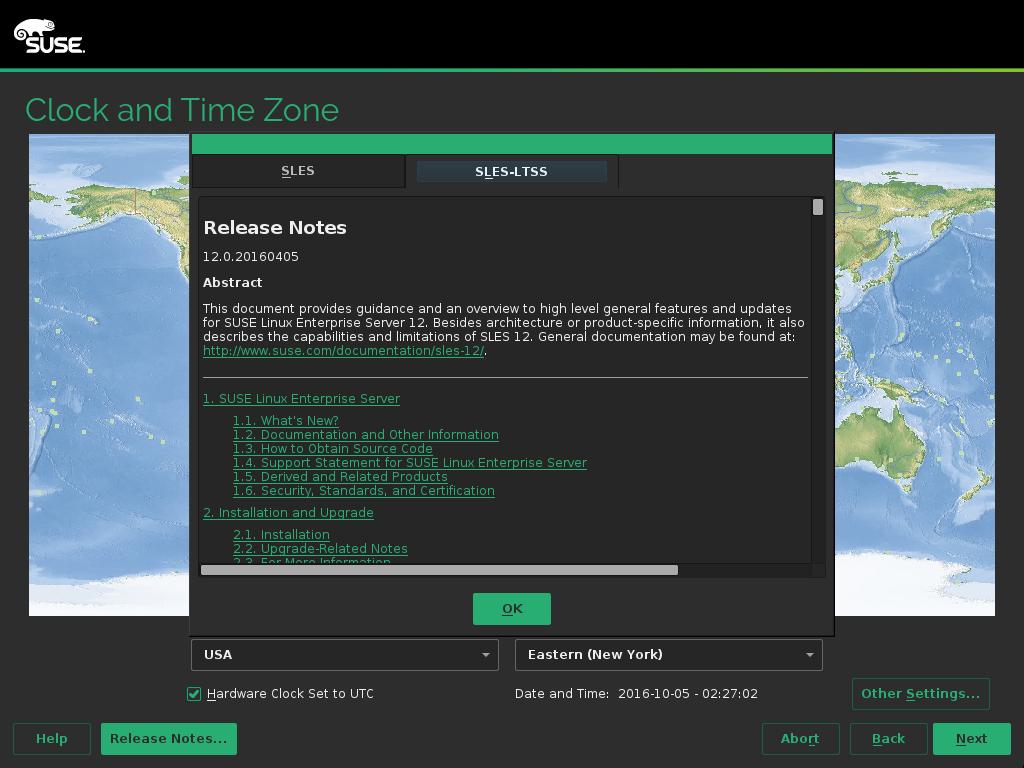 SUSE
Clock and Time Zone
SLES
SLES-LTSS
Release Notes
12.0.20160405
Abstract
This document provides guidance and an overview to high level general features and updates
for SUSE Linux Enterprise Server 12. Besides architecture or product-specific information, it also
describes the capabilities and limitations of SLES 12. General documentation may be found at:
http://www.suse.com/documentation/sles-12/.
1. SUSE Linux Enterprise Server
1.1. What's New?
1.2. Documentation and Other Information
1.3. How to Obtain Source Code
1.4. Support Statement for SUSE Linux Enterprise Server
1.5. Derived and Related Products
1.6. Security, Standards, and Certification
2. Installation and Upgrade
2.1. Installation
2.2. Upgrade-Related Notes
2.3. For More Information
OK
USA
Eastern (New York)
Hardware Clock Set to UTC
Date and Time: 2016-10-05 - 02:27:02
Other Settings...
Help
Release Notes...
Abort
Back
Next